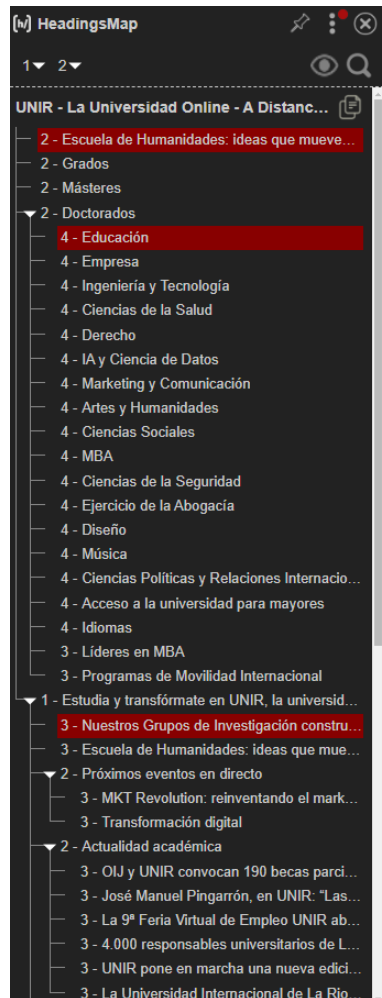 HeadingsMap
1 2
UNIR - La Universidad Online - A Distanc...
2 - Escuela de Humanidades: ideas que mueve...
2 - Grados
2 - Másteres
2 - Doctorados
4 - Educación
4 - Empresa
4 - Ingeniería y Tecnología
4 - Ciencias de la Salud
4 - Derecho
4 - IA y Ciencia de Datos
4 - Marketing y Comunicación
4 - Artes y Humanidades
4 - Ciencias Sociales
4 - MBA
4 - Ciencias de la Seguridad
4 - Ejercicio de la Abogacía
4 - Diseño
4 - Música
4 - Ciencias Políticas y Relaciones Internacio...
4 - Acceso a la universidad para mayores
4 - Idiomas
3 - Líderes en MBA
3 - Programas de Movilidad Internacional
1 - Estudia y transfórmate en UNIR, la universid...
3 - Nuestros Grupos de Investigación constru...
3 - Escuela de Humanidades: ideas que mue...
2 - Próximos eventos en directo
3 - MKT Revolution: reinventando el mark...
3 - Transformación digital
2 - Actualidad académica
3 - OIJ y UNIR convocan 190 becas parci...
3 - José Manuel Pingarrón, en UNIR: “Las...
3 - La 9ª Feria Virtual de Empleo UNIR ab...
3 - 4.000 responsables universitarios de L...
3 - UNIR pone en marcha una nueva edici...
3 - La Universidad Internacional de La Rio...